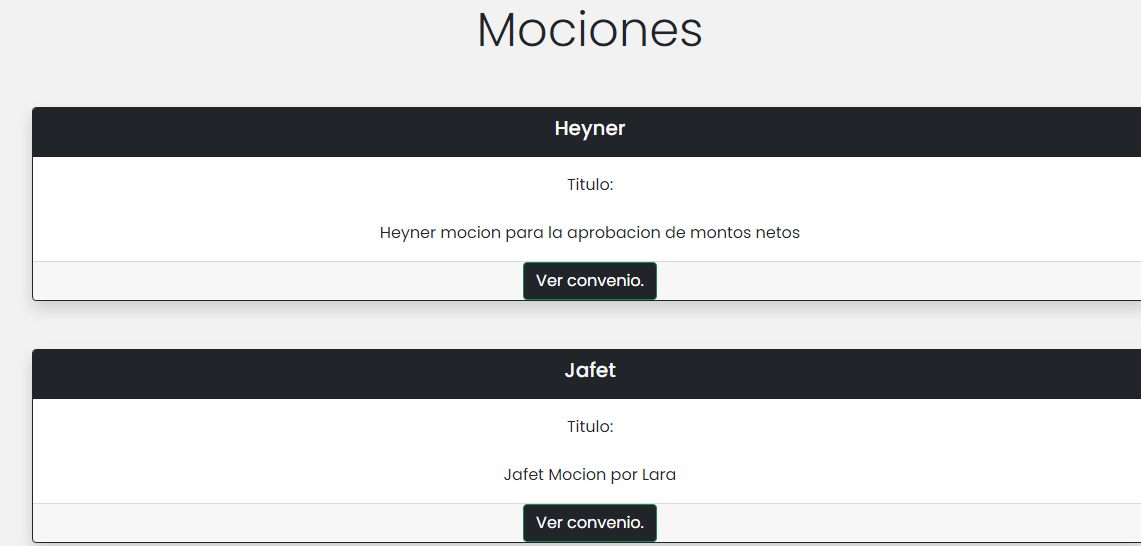 Mociones
Heyner
Titulo:
Heyner mocion para la aprobacion de montos netos
Ver convenio.
Jafet
Titulo:
Jafet Mocion por Lara
Ver convenio.